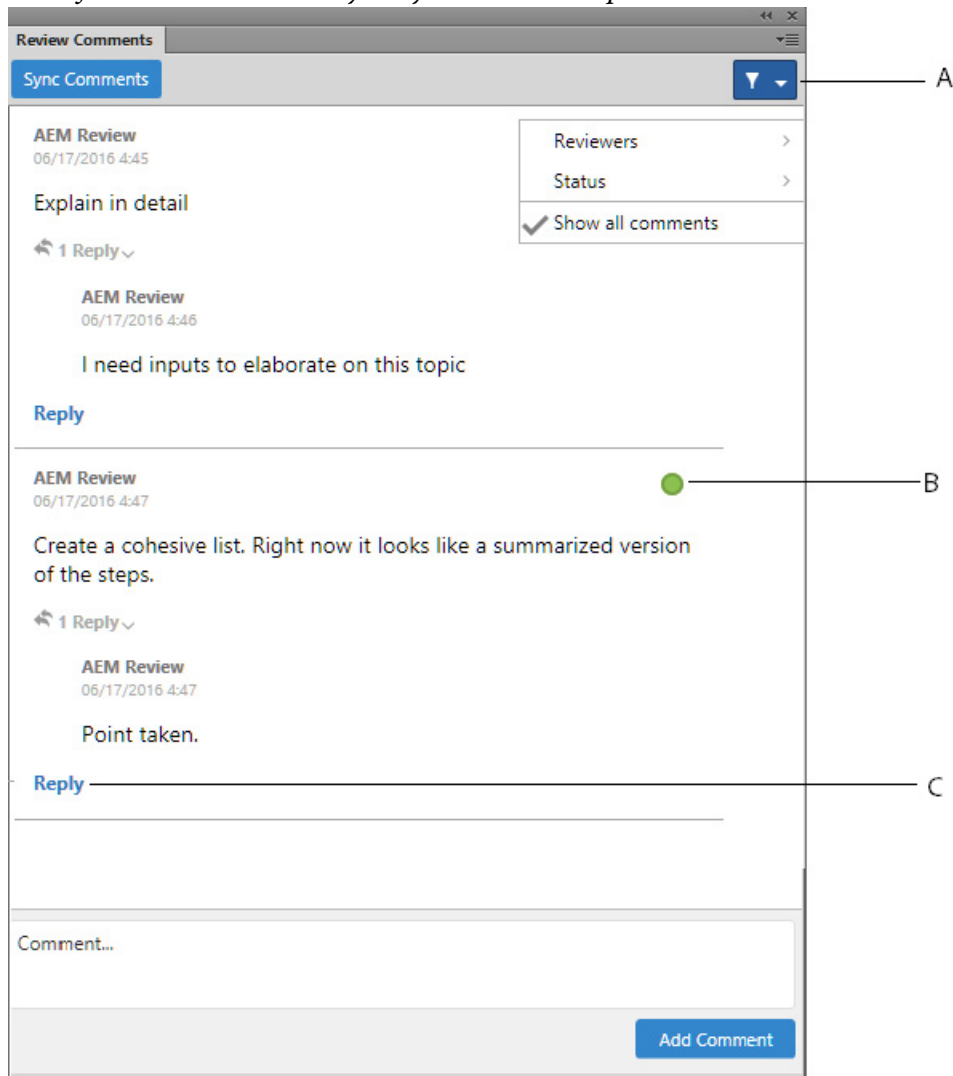 Review Comments
Sync Comments
A
AEM Review
06/17/2016 4:45
Reviewers
Status
Show all comments
Explain in detail
1 Reply
AEM Review
06/17/2016 4:46
I need inputs to elaborate on this topic
Reply
AEM Review
06/17/2016 4:47
B
Create a cohesive list. Right now it looks like a summarized version
of the steps.
1 Reply
AEM Review
06/17/2016 4:47
Point taken.
Reply
C
Comment...
Add Comment